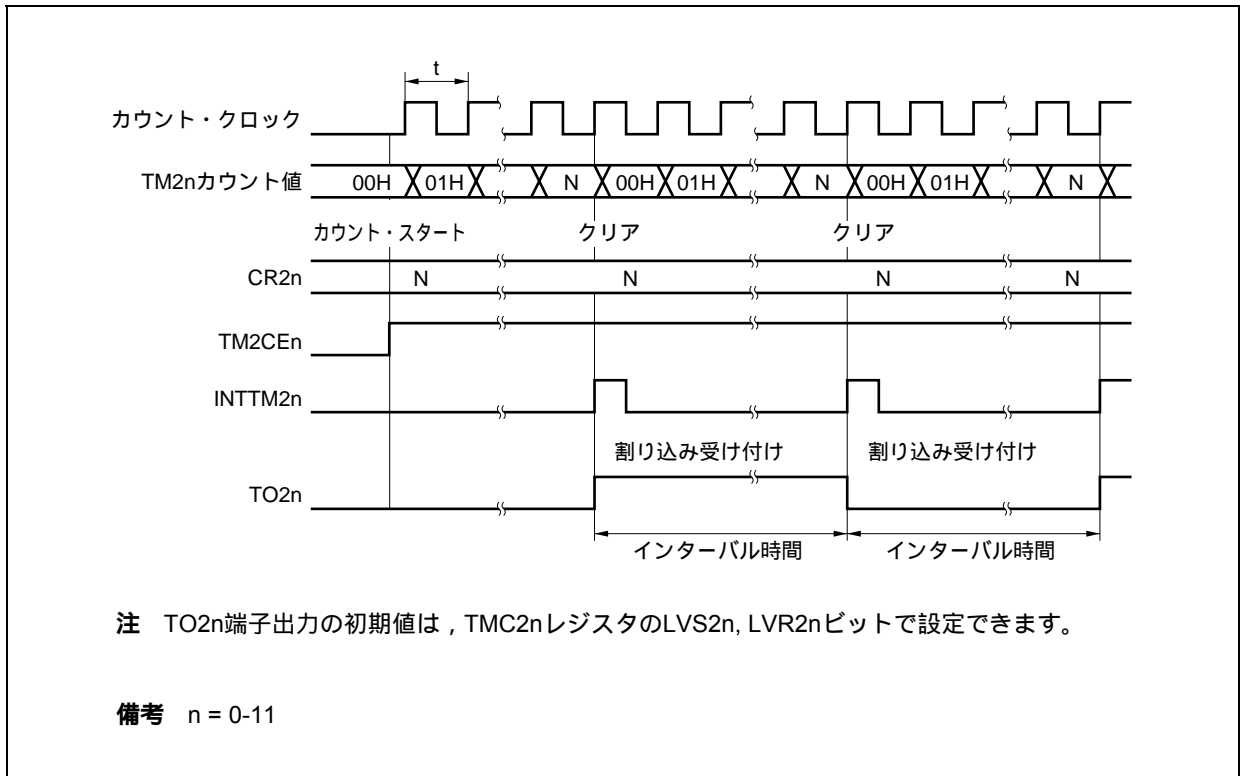 t
カウント・クロック
TM2nカウント値 00H 01H N 00H 01H N 00H 01H N
カウント・スタート クリア クリア
CR2n N N N N
TM2CEn
INTTM2n
割り込み受け付け 割り込み受け付け
TO2n
インターバル時間 インターバル時間
注 TO2n端子出力の初期値は，TMC2nレジスタのLVS2n, LVR2nビットで設定できます。
備考 n = 0-11